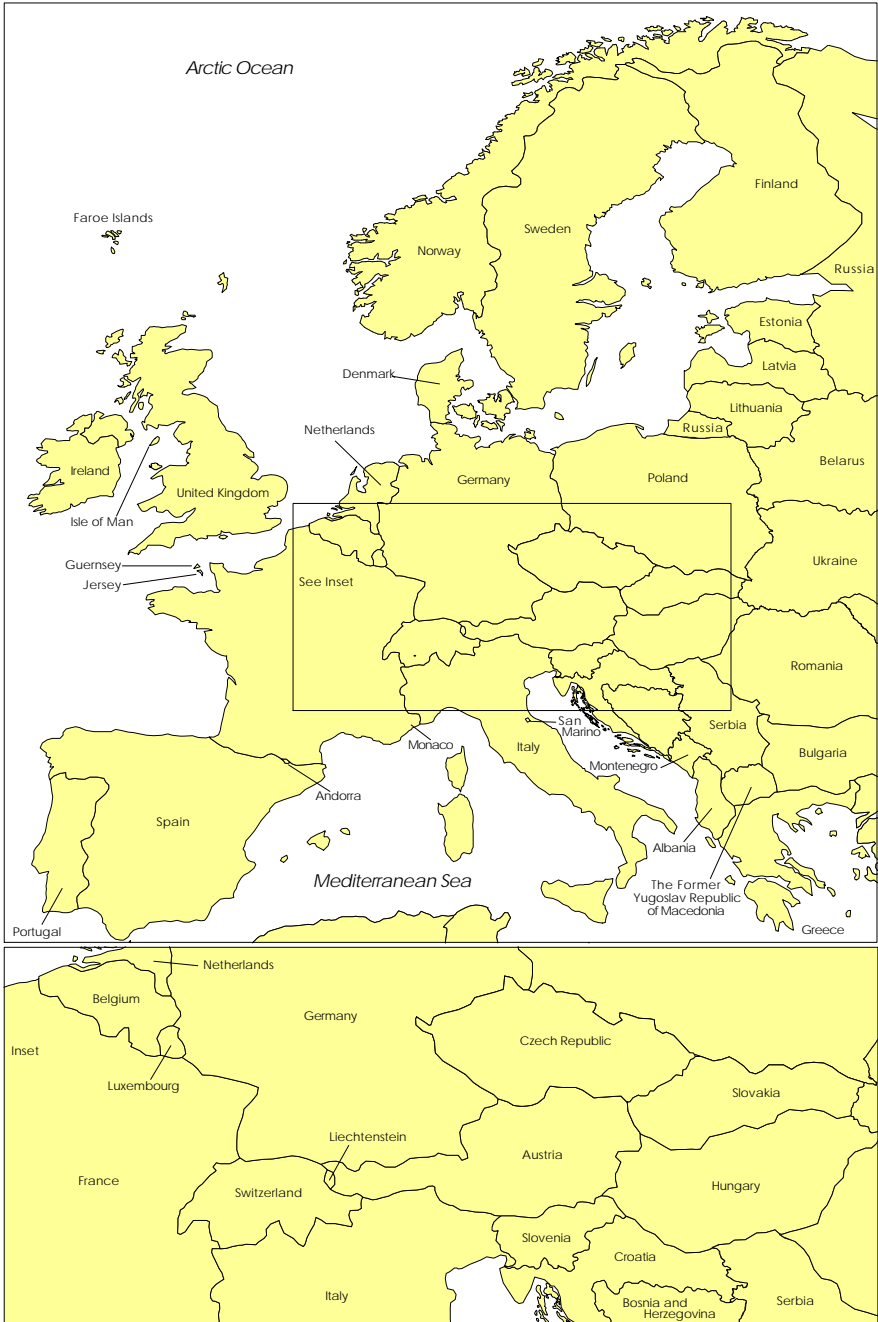 Arctic Ocean
Faroe Islands
Finland
Sweden
Norway
Russia
Estonia
Latvia
Denmark
Lithuania
Russia
Netherlands
Belarus
Ireland
Germany
Poland
United Kingdom
Isle of Man
Guernsey
Jersey
See Inset
Ukraine
Romania
San
Marino
Serbia
Monaco
Italy
Bulgaria
Montenegro
Andorra
Spain
Albania
Mediterranean Sea
The Former
Yugoslav Republic
of Macedonia
Portugal
Greece
Netherlands
Belgium
Germany
Czech Republic
Inset
Luxembourg
Slovakia
Liechtenstein
Austria
France
Switzerland
Hungary
Slovenia
Croatia
Italy
Bosnia and
Herzegovina
Serbia